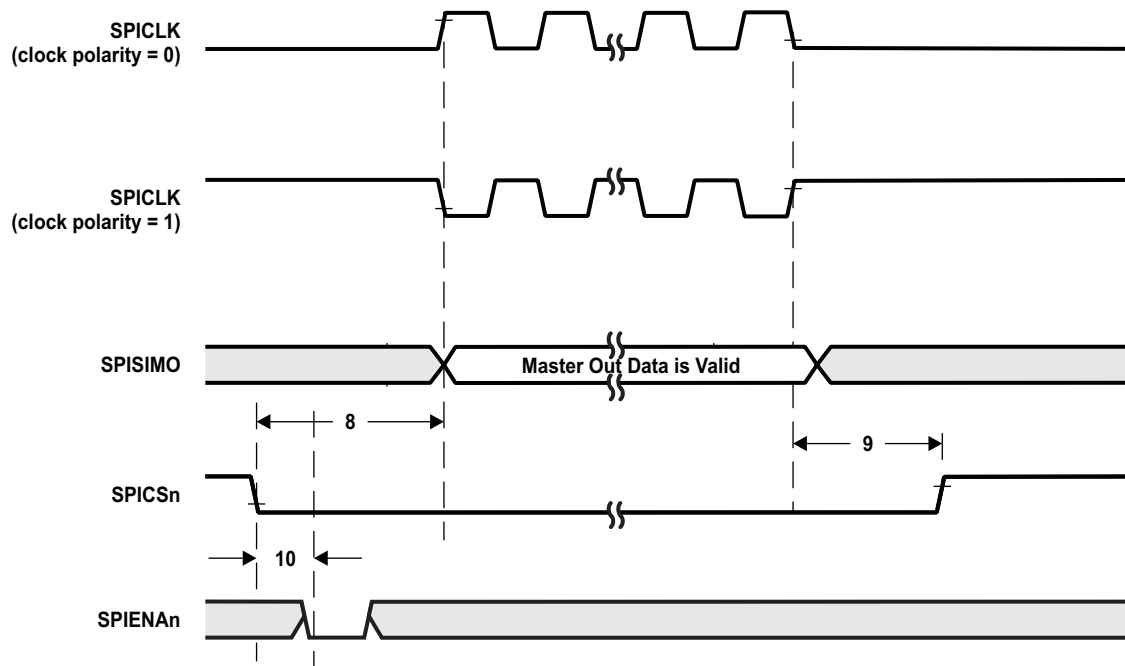 SPICLK
(clock polarity = 0)
SPICLK
(clock polarity = 1)
SPISIMO
Master Out Data is Valid
8
9
SPICSn
10
SPIENAn